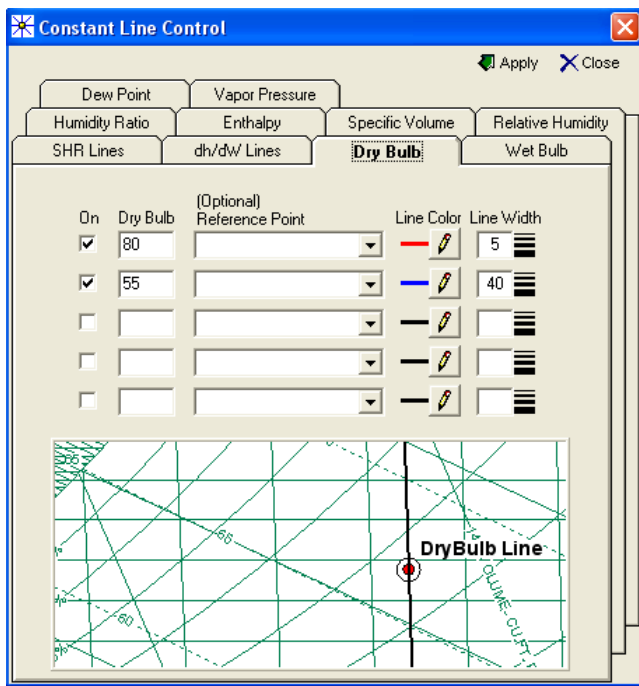 Constant Line Control
Apply Close
Dew Point Vapor Pressure
Humidity Ratio Enthalpy Specific Volume Relative Humidity
SHR Lines dh/dW Lines Dry Bulb Wet Bulb
(Optional)
On Dry Bulb Reference Point Line Color Line Width
80 5
55 40
65
65
DryBulb Line
60